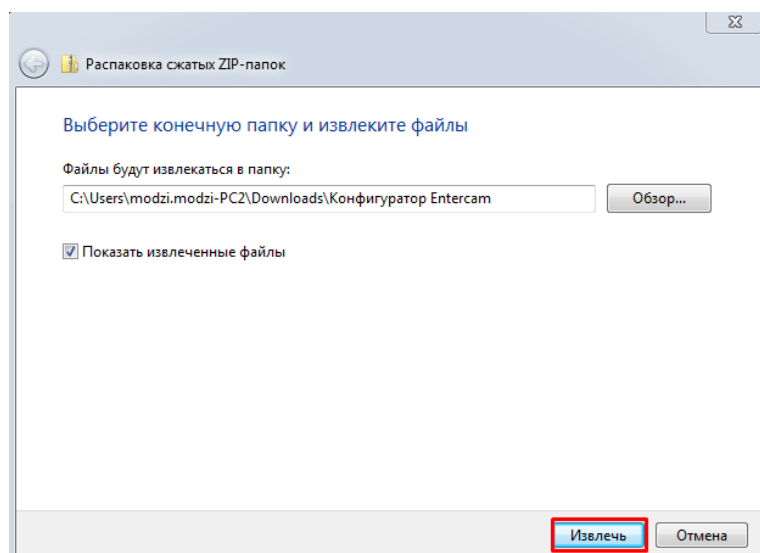 Распаковка сжатых ZIP-папок
Выберите конечную папку и извлеките файлы
Файлы будут извлекаться в папку:
C:\Users\modzi.modzi-PC2\Downloads\Конфигуратор Entercam
Обзор...
Показать извлеченные файлы
Извлечь
Отмена